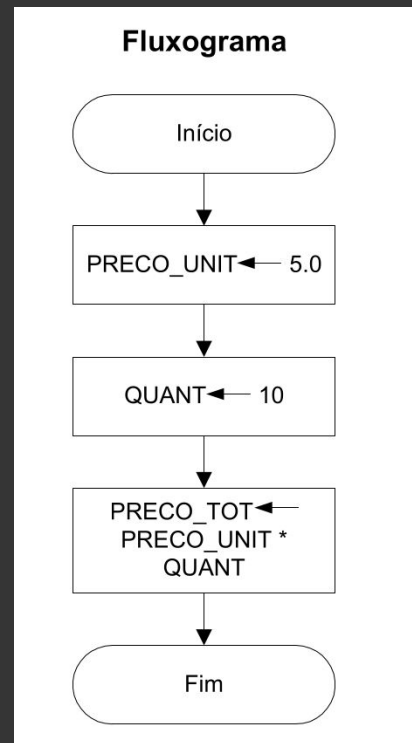 Fluxograma
Início
PRECO_UNIT← 5.0
QUANT← 10
PRECO_TOT←
PRECO_UNIT *
QUANT
Fim